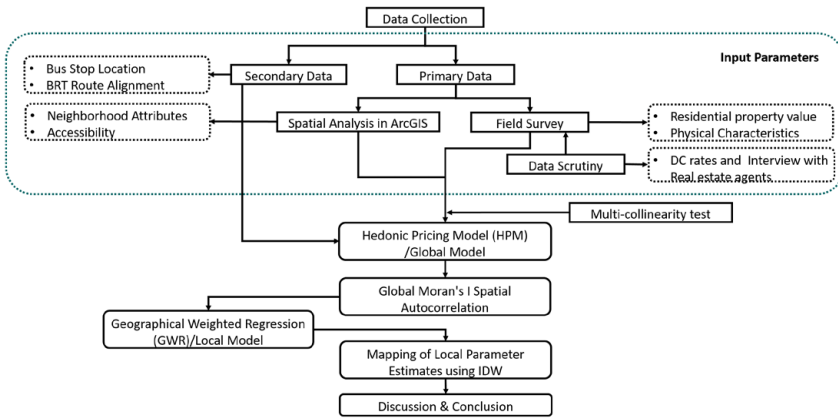 Data Collection
Input Parameters
• Bus Stop Location
• BRT Route Alignment
Secondary Data
Primary Data
• Neighborhood Attributes
• Accessibility
Spatial Analysis in ArcGIS
Field Survey
• Residential property value
• Physical Characteristics
Data Scrutiny
• DC rates and Interview with
Real estate agents
Multi-collinearity test
Hedonic Pricing Model (HPM)
/Global Model
Global Moran's I Spatial
Autocorrelation
Geographical Weighted Regression
(GWR)/Local Model
Mapping of Local Parameter
Estimates using IDW
Discussion & Conclusion